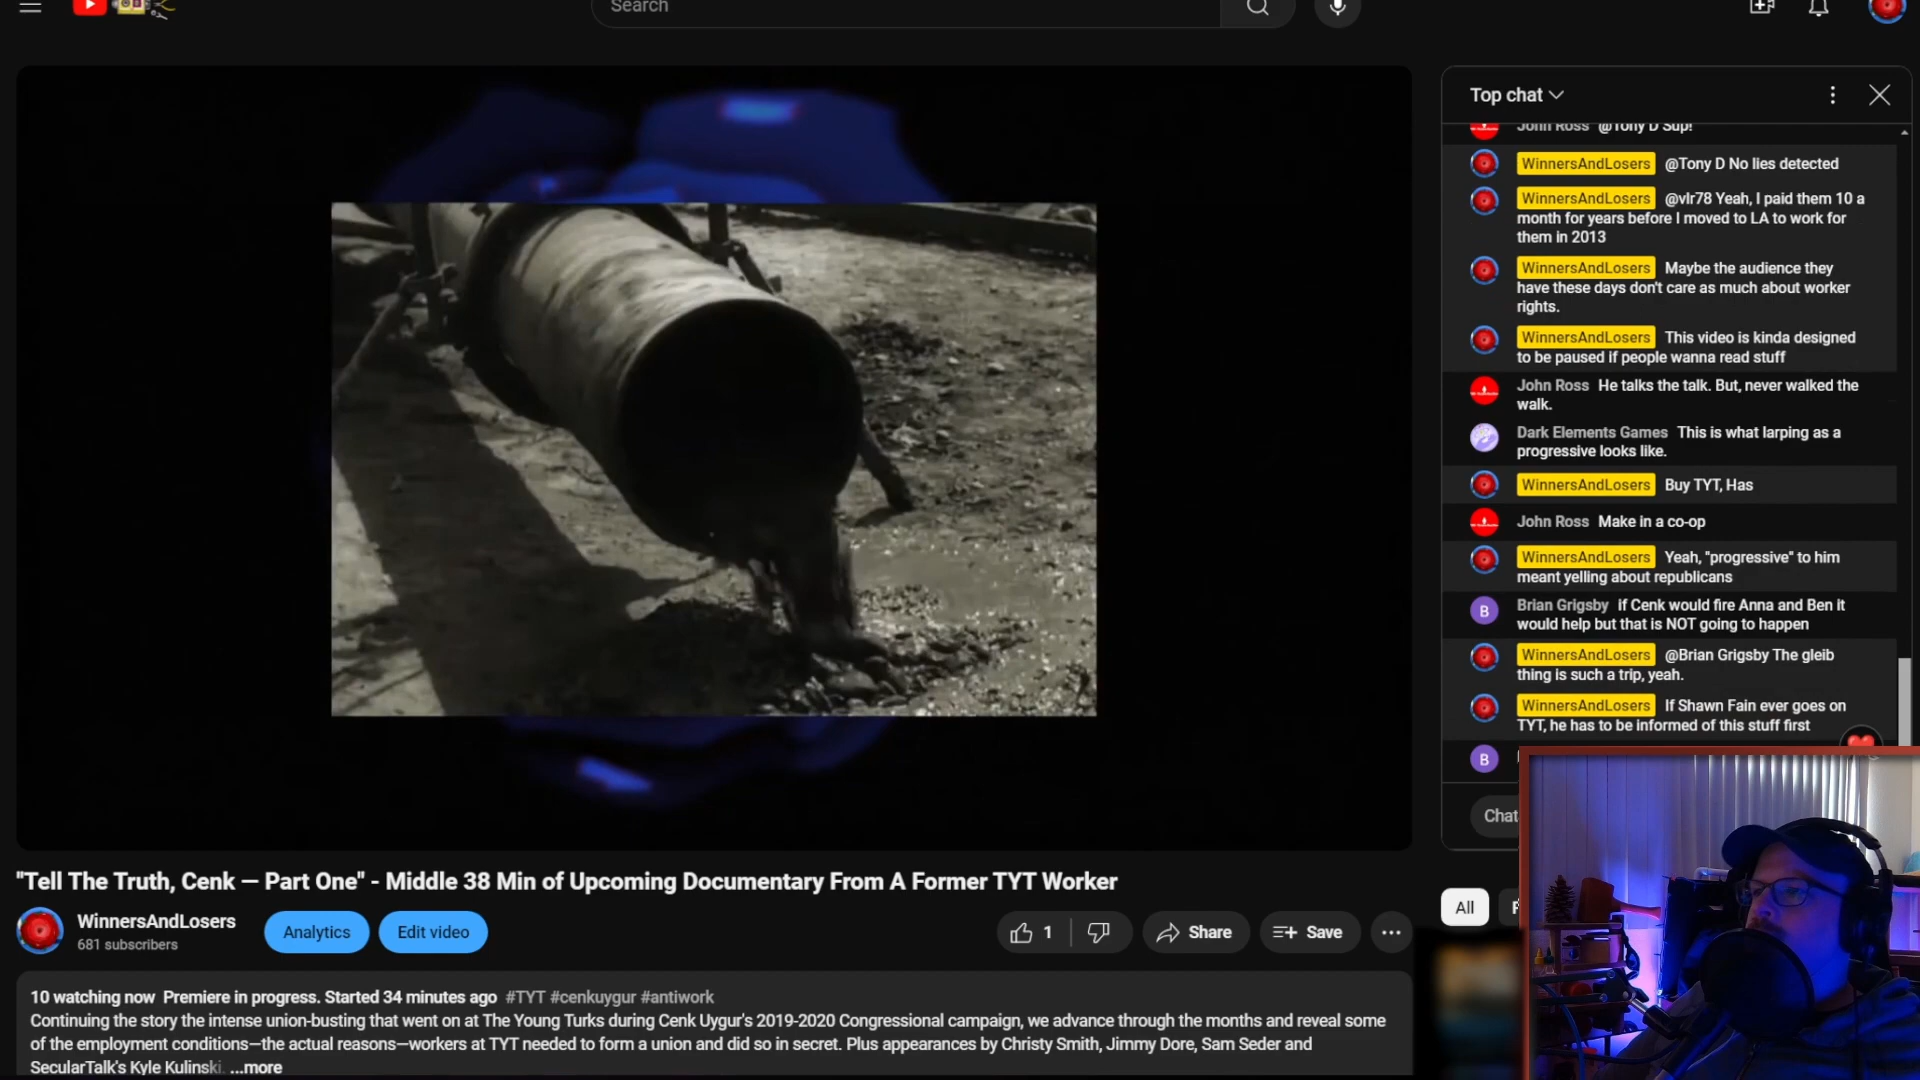 Search
Top chat
John Ross @Tony D Sup!
WinnersAndLosers @Tony D No lies detected
WinnersAndLosers @vlr78 Yeah, I paid them 10 a
month for years before I moved to LA to work for
them in 2013
WinnersAndLosers Maybe the audience they
have these days don't care as much about worker
rights.
WinnersAndLosers This video is kinda designed
to be paused if people wanna read stuff
John Ross He talks the talk. But, never walked the
walk.
Dark Elements Games This is what larping as a
progressive looks like.
WinnersAndLosers Buy TYT, Has
John Ross Make in a co-op
WinnersAndLosers Yeah, "progressive" to him
meant yelling about republicans
B
Brian Grigsby if Cenk would fire Anna and Ben it
would help but that is NOT going to happen
WinnersAndLosers @Brian Grigsby The gleib
thing is such a trip, yeah.
WinnersAndLosers If Shawn Fain ever goes on
TYT, he has to be informed of this stuff first
B
Chat
"Tell The Truth, Cenk — Part One" - Middle 38 Min of Upcoming Documentary From A Former TYT Worker
WinnersAndLosers
681 subscribers
Analytics
Edit video
1
Share
Save
All
10 watching now Premiere in progress. Started 34 minutes ago #TYT #cenkuygur #antiwork
Continuing the story the intense union-busting that went on at The Young Turks during Cenk Uygur's 2019-2020 Congressional campaign, we advance through the months and reveal some
of the employment conditions—the actual reasons—workers at TYT needed to form a union and did so in secret. Plus appearances by Christy Smith, Jimmy Dore, Sam Seder and
SecularTalk's Kyle Kulinski. ...more